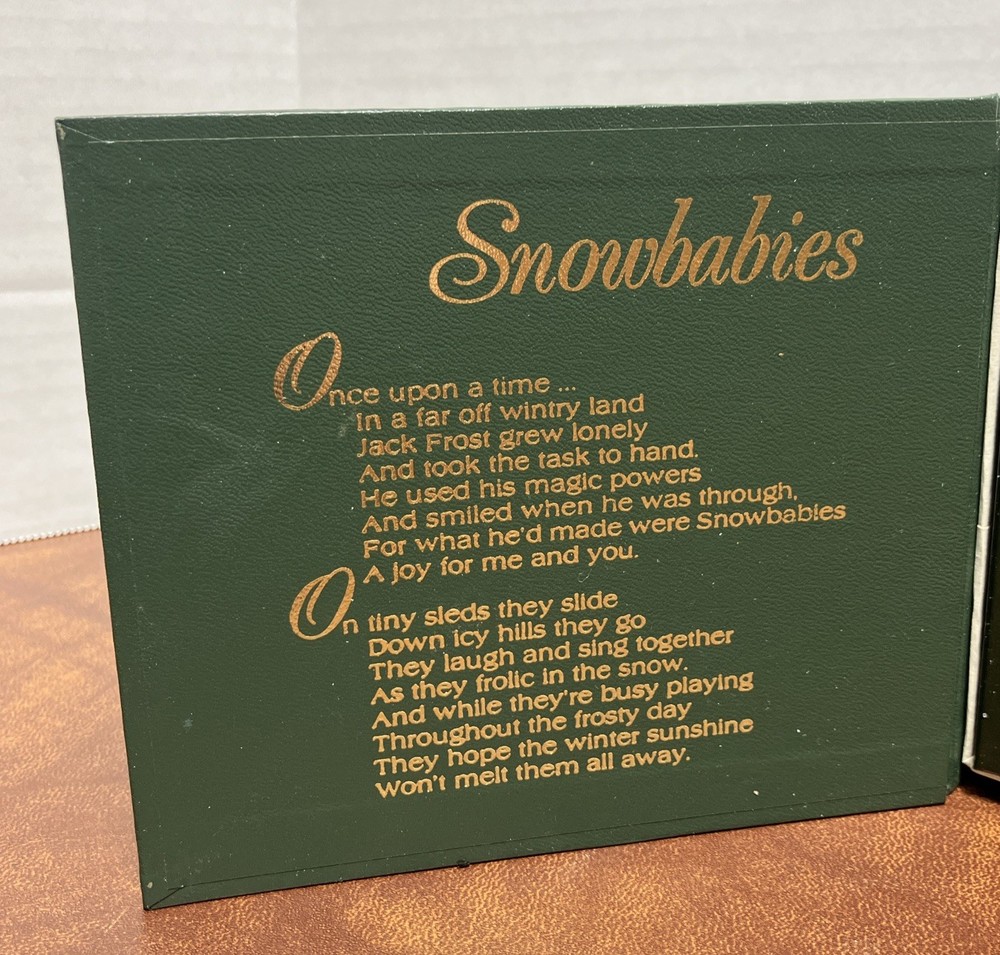 Snowbabies
Once upon a time ...
In a far off wintry land
Jack Frost grew lonely
And took the task to hand.
He used his magic powers
And smiled when he was through,
For what he'd made were Snowbabies
A joy for me and you.
On tiny sleds they slide
Down icy hills they go
They laugh and sing together
As they frolic in the snow.
And while they're busy playing
Throughout the frosty day
They hope the winter sunshine
Won't melt them all away.